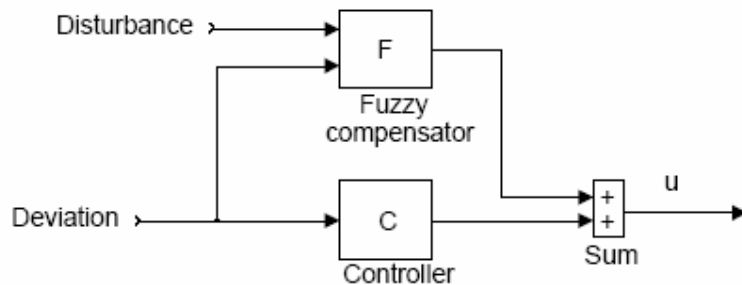 Disturbance
F
Fuzzy
compensator
u
+
+
Deviation
C
Sum
Controller